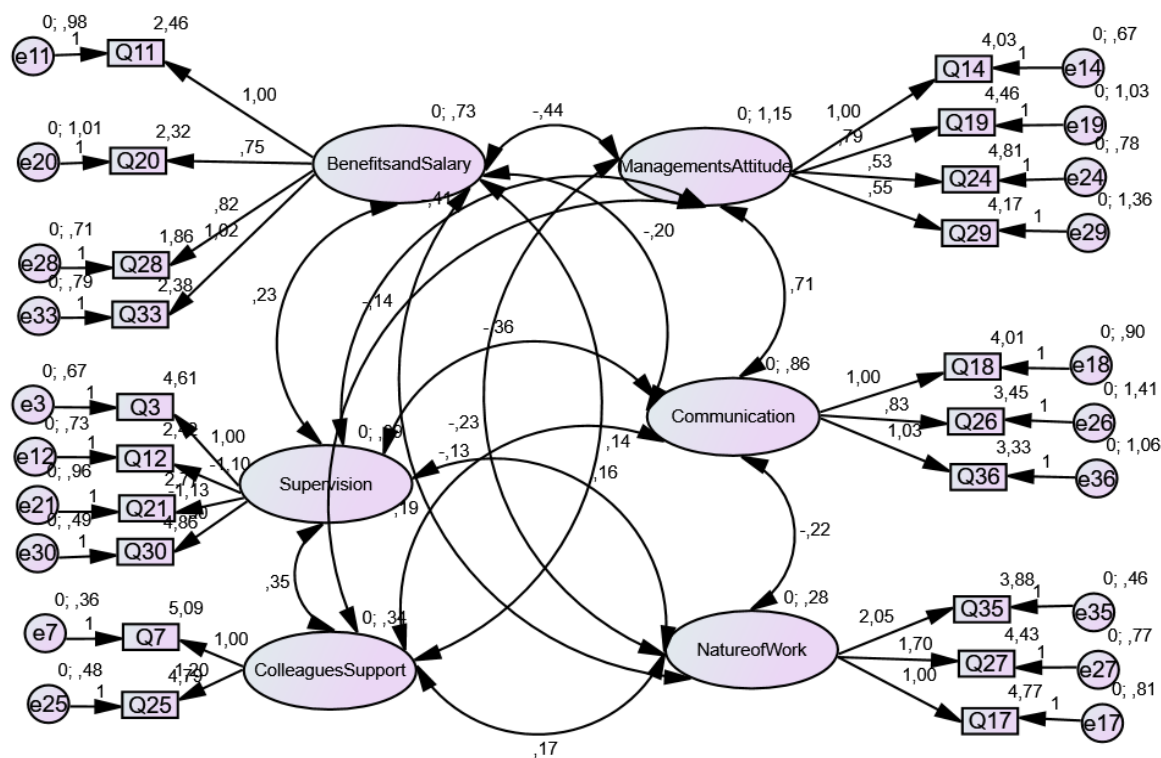 0; ,98
1
e11
2,46
Q11
1,00
0; 1,01
1
e20
2,32
Q20
,75
0; ,71
1
e28
1,86
Q28
,82
0; ,79
1
e33
2,38
Q33
1,02
0; ,73
BenefitsandSalary
-,44
0; 1,15
ManagementsAttitude
4,03
Q14
1
0; ,67
e14
1,00
4,46
Q19
1
0; 1,03
e19
,79
4,81
Q24
1
0; ,78
e24
,53
4,17
Q29
1
0; 1,36
e29
,55
-,41
-,20
,71
,23
-,14
-,36
0; ,67
1
e3
4,61
Q3
1,00
0; ,73
1
e12
Q12
-1,10
0; ,96
1
e21
2,71
Q21
-1,13
0; ,49
1
e30
4,86
Q30
Supervision
0; ,86
Communication
4,01
Q18
1
0; ,90
e18
1,00
3,45
Q26
1
0; 1,41
e26
,83
3,33
Q36
1
0; 1,06
e36
1,03
-,23
-,13
,14
,16
,19
-,22
,35
0; ,36
1
e7
5,09
Q7
1,00
0; ,48
1
e25
4,79
Q25
1,20
0; ,34
ColleaguesSupport
0; ,28
NatureofWork
3,88
Q35
1
0; ,46
e35
2,05
4,43
Q27
1
0; ,77
e27
1,70
4,77
Q17
1
0; ,81
e17
1,00
,17